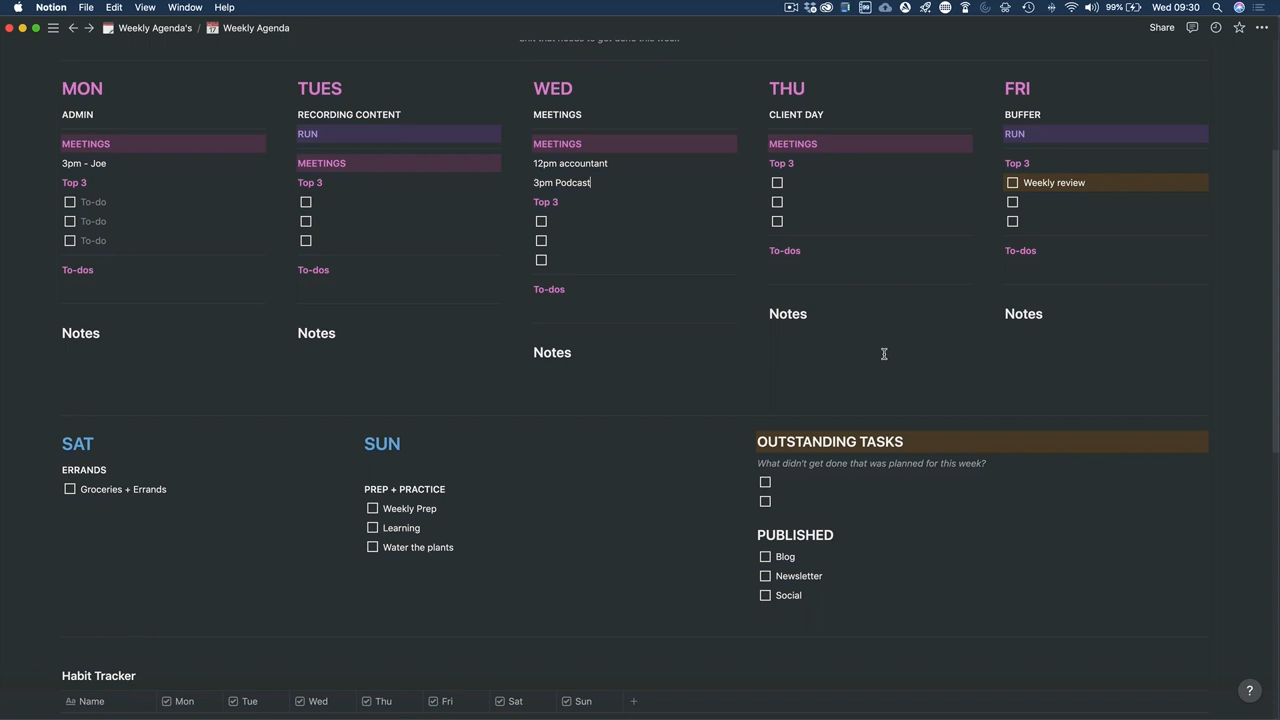 Notion File Edit View Window Help 99% Wed 09:30
Weekly Agenda's / Weekly Agenda Share
MON
ADMIN
MEETINGS
3pm - Joe
Top 3
To-do
To-do
To-do
To-dos
Notes
TUES
RECORDING CONTENT
RUN
MEETINGS
Top 3
To-dos
Notes
WED
MEETINGS
MEETINGS
12pm accountant
3pm Podcast
Top 3
To-dos
Notes
THU
CLIENT DAY
MEETINGS
Top 3
To-dos
Notes
FRI
BUFFER
RUN
Top 3
Weekly review
To-dos
Notes
SAT
ERRANDS
Groceries + Errands
SUN
PREP + PRACTICE
Weekly Prep
Learning
Water the plants
OUTSTANDING TASKS
What didn't get done that was planned for this week?
PUBLISHED
Blog
Newsletter
Social
Habit Tracker
Aa Name Mon Tue Wed Thu Fri Sat Sun +
?